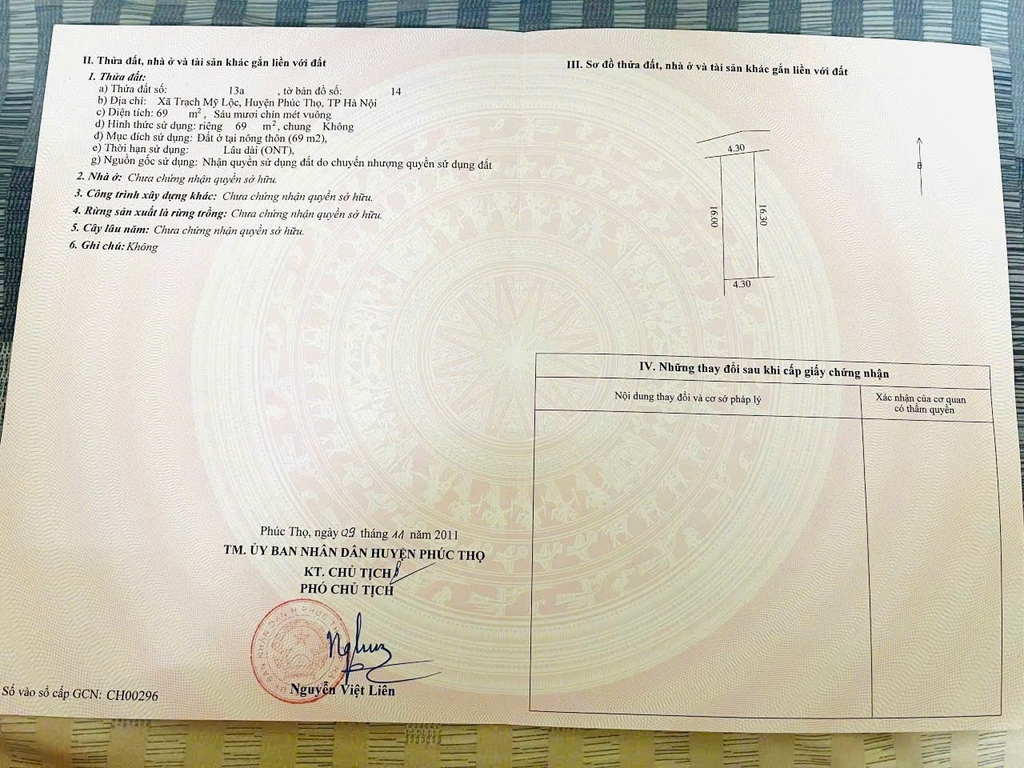 II. Thửa đất, nhà ở và tài sản khác gắn liền với đất
1. Thửa đất:
a) Thửa đất số: 13a , tờ bản đồ số: 14
b) Địa chỉ: Xã Trạch Mỹ Lộc, Huyện Phúc Thọ, TP Hà Nội
c) Diện tích: 69 m², Sáu mươi chín mét vuông
d) Hình thức sử dụng: riêng 69 m², chung Không
đ) Mục đích sử dụng: Đất ở tại nông thôn (69 m2),
e) Thời hạn sử dụng: Lâu dài (ONT),
g) Nguồn gốc sử dụng: Nhận quyền sử dụng đất do chuyển nhượng quyền sử dụng đất
2. Nhà ở: Chưa chứng nhận quyền sở hữu.
3. Công trình xây dựng khác: Chưa chứng nhận quyền sở hữu.
4. Rừng sản xuất là rừng trồng: Chưa chứng nhận quyền sở hữu.
5. Cây lâu năm: Chưa chứng nhận quyền sở hữu.
6. Ghi chú: Không
Phúc Thọ, ngày 09 tháng 11 năm 2011
TM. ỦY BAN NHÂN DÂN HUYỆN PHÚC THỌ
KT. CHỦ TỊCH
PHÓ CHỦ TỊCH
Nguyễn Việt Liên
Số vào sổ cấp GCN: CH00296
III. Sơ đồ thửa đất, nhà ở và tài sản khác gắn liền với đất
4.30
B
16.00
16.30
4.30
IV. Những thay đổi sau khi cấp giấy chứng nhận
Nội dung thay đổi và cơ sở pháp lý
Xác nhận của cơ quan
có thẩm quyền